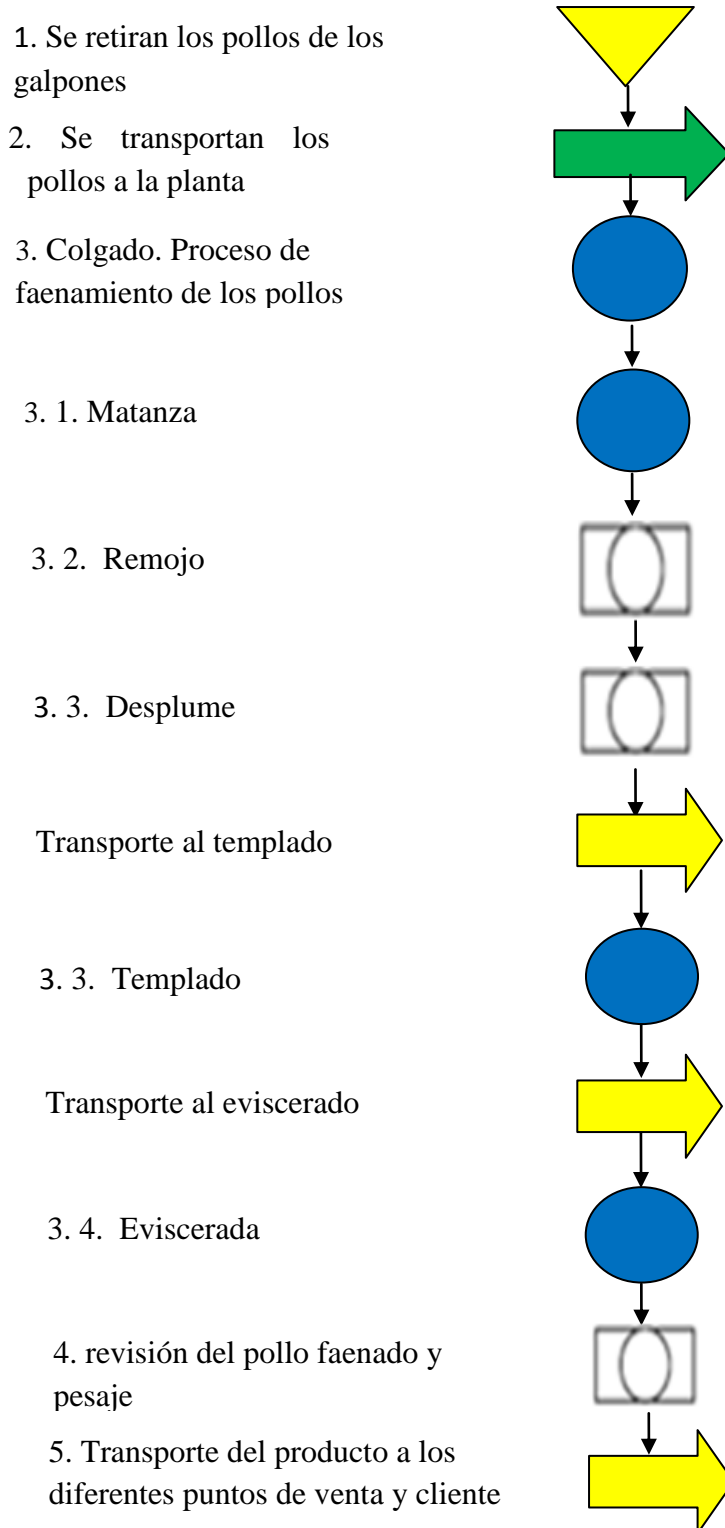 1. Se retiran los pollos de los
galpones
2. Se transportan los
pollos a la planta
3. Colgado. Proceso de
faenamiento de los pollos
3. 1. Matanza
3. 2. Remojo
3. 3. Desplume
Transporte al templado
3. 3. Templado
Transporte al eviscerado
3. 4. Eviscerada
4. revisión del pollo faenado y
pesaje
5. Transporte del producto a los
diferentes puntos de venta y cliente